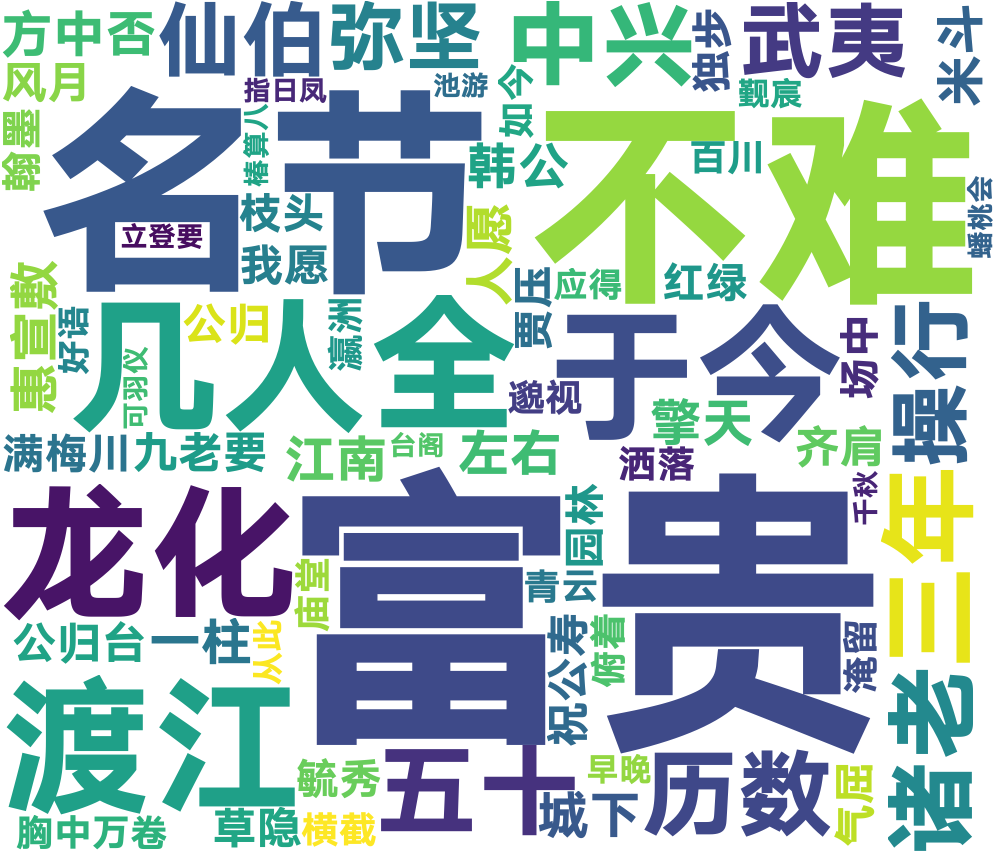 方中否
仙伯
弥坚
中兴
武夷
独步
米斗
风月
指日凤
池游
如今
觐宸
翰墨
椿算八
名节
不难
韩公
百川
枝头
立登要
我愿
人愿
蟠桃会
贾压
应得
红绿
惠宣敷
好语
公归
瀛洲
几人全
于今
场中
操行
可羽仪
邈视
擎天
满梅川
九老要
江南
台阁
左右
洒落
齐肩
龙化
富贵
园林
千秋
三年
庙堂
青云
公归台
一柱
从此
祝公寿
俯着
淹留
渡江
诸老
毓秀
五十
早晚
历数
气屈
城下
胸中万卷
草隐
横截